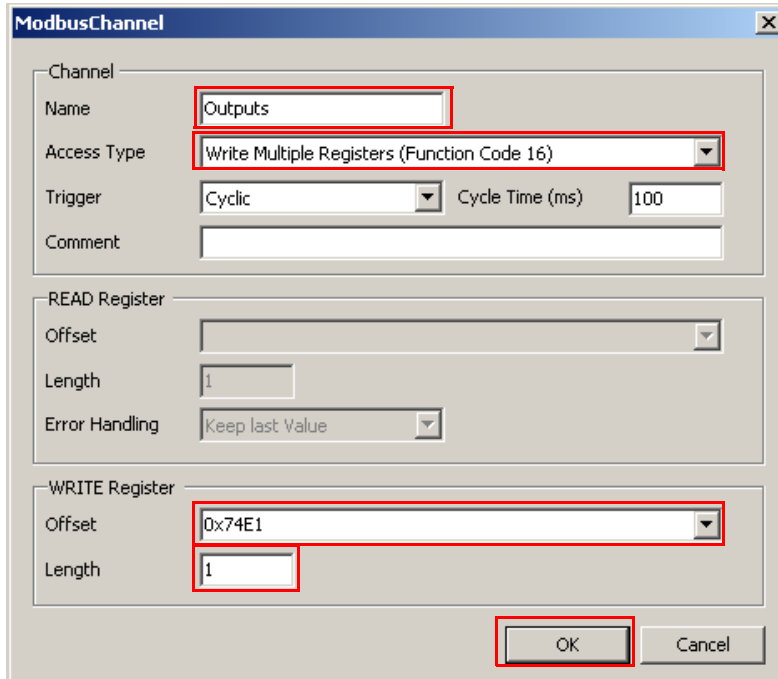 ModbusChannel
Channel
Name Outputs
Access Type Write Multiple Registers (Function Code 16)
Trigger Cyclic Cycle Time (ms) 100
Comment
READ Register
Offset
Length 1
Error Handling Keep last Value
WRITE Register
Offset 0x74E1
Length 1
OK Cancel